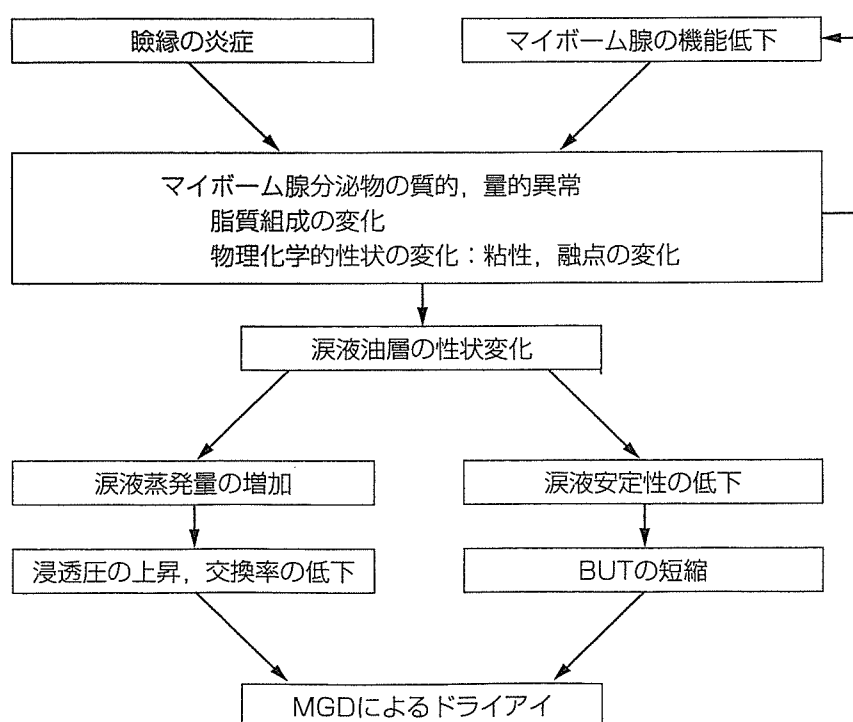 瞼縁の炎症
マイボーム腺の機能低下
マイボーム腺分泌物の質的，量的異常
脂質組成の変化
物理化学的性状の変化：粘性，融点の変化
涙液油層の性状変化
涙液蒸発量の増加
涙液安定性の低下
浸透圧の上昇，交換率の低下
BUTの短縮
MGDによるドライアイ